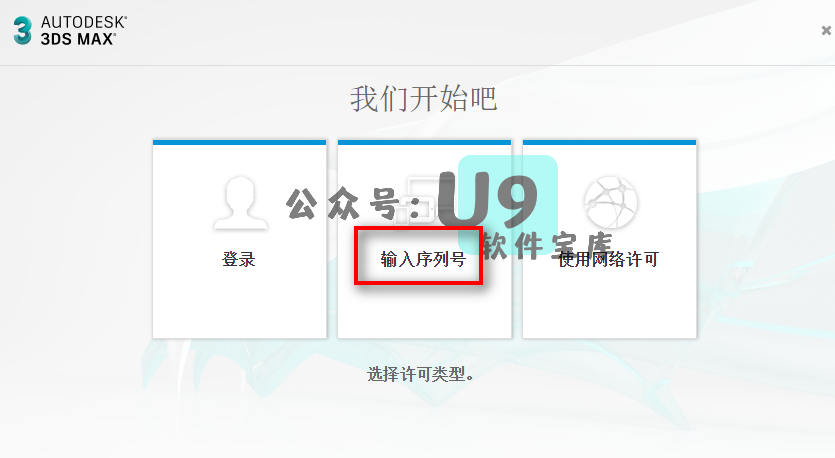 AUTODESK®
3DS MAX®
我们开始吧
公众号:U9
软件宝库
登录
输入序列号
使用网络许可
选择许可类型。